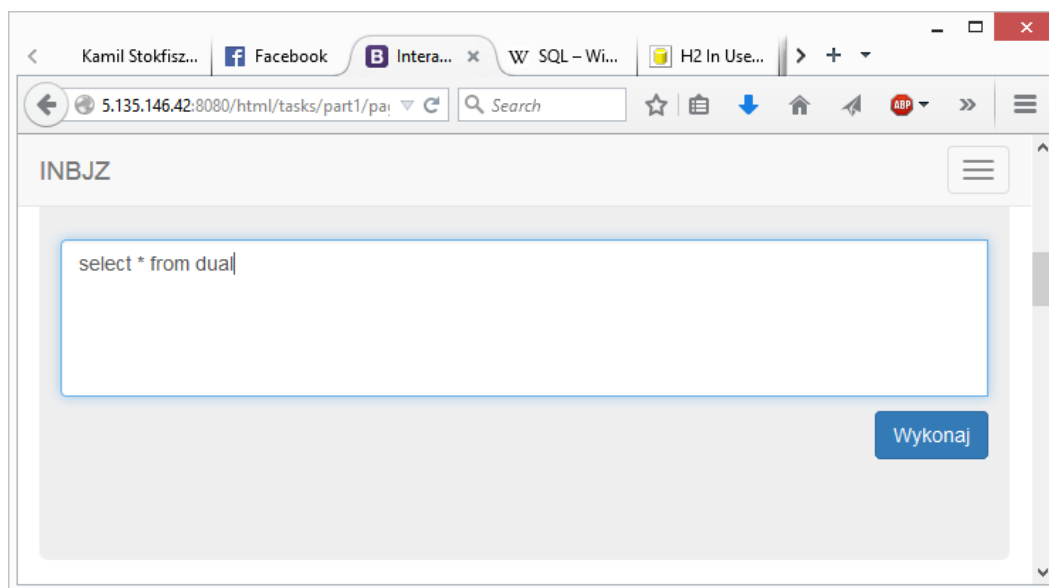 Kamil Stokfisz... Facebook Intera... W SQL – Wi... H2 In Use...
5.135.146.42:8080/html/tasks/part1/pa Search ABP
INBJZ
select * from dual
Wykonaj